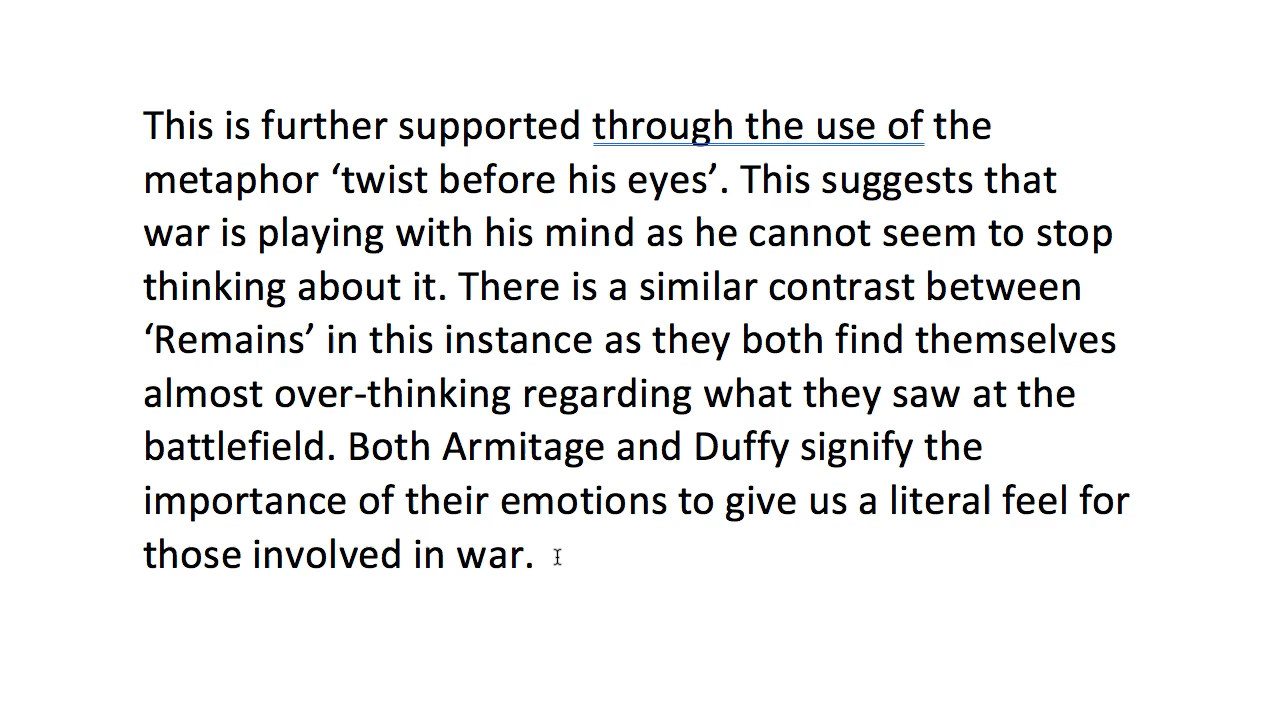 This is further supported through the use of the
metaphor ‘twist before his eyes’. This suggests that
war is playing with his mind as he cannot seem to stop
thinking about it. There is a similar contrast between
‘Remains’ in this instance as they both find themselves
almost over-thinking regarding what they saw at the
battlefield. Both Armitage and Duffy signify the
importance of their emotions to give us a literal feel for
those involved in war.